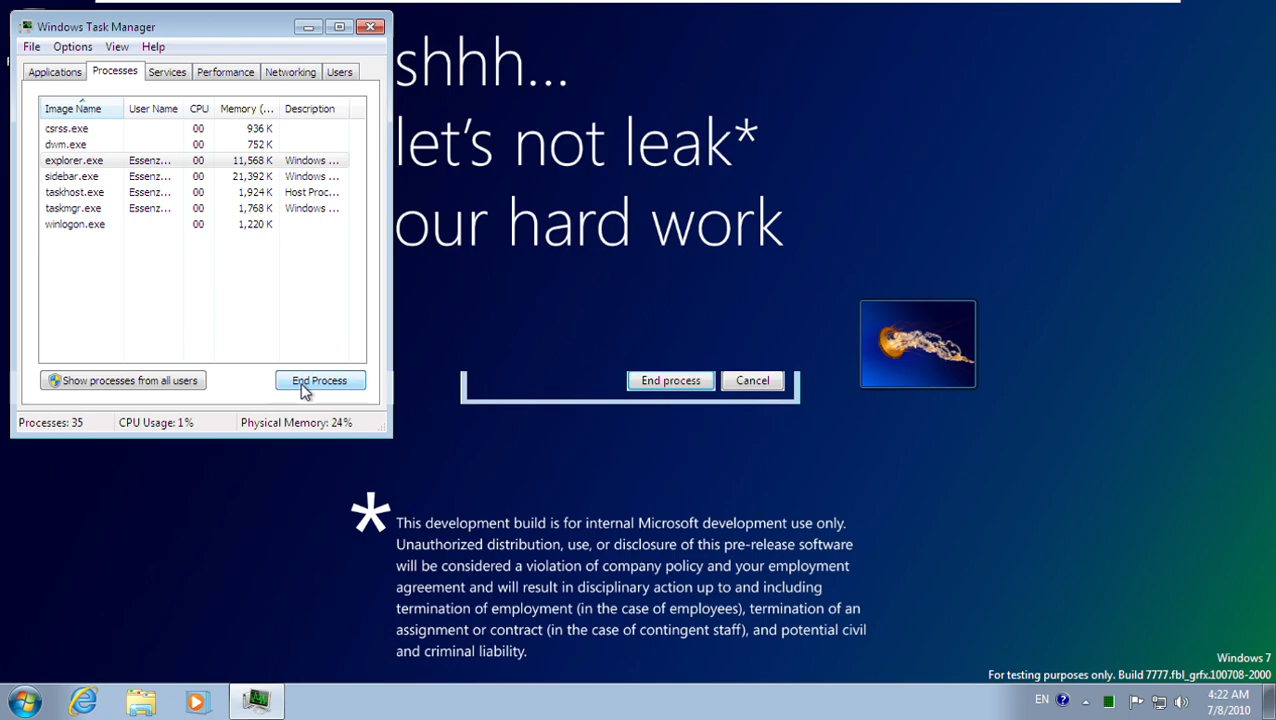 Windows Task Manager
File Options View Help
Applications Processes Services Performance Networking Users
Image Name User Name CPU Memory (... Description
csrss.exe 00 936 K
dwm.exe 00 752 K
explorer.exe Essenz... 00 11,568 K Windows ...
sidebar.exe Essenz... 00 21,392 K Windows ...
taskhost.exe Essenz... 00 1,924 K Host Proc...
taskmgr.exe Essenz... 00 1,768 K Windows ...
winlogon.exe 00 1,220 K
Show processes from all users End Process
Processes: 35 CPU Usage: 1% Physical Memory: 24%
shhh...
let's not leak*
our hard work
End process Cancel
* This development build is for internal Microsoft development use only.
Unauthorized distribution, use, or disclosure of this pre-release software
will be considered a violation of company policy and your employment
agreement and will result in disciplinary action up to and including
termination of employment (in the case of employees), termination of an
assignment or contract (in the case of contingent staff), and potential civil
and criminal liability.
Windows 7
For testing purposes only. Build 7777.fbl_grfx.100708-2000
EN 4:22 AM
7/8/2010